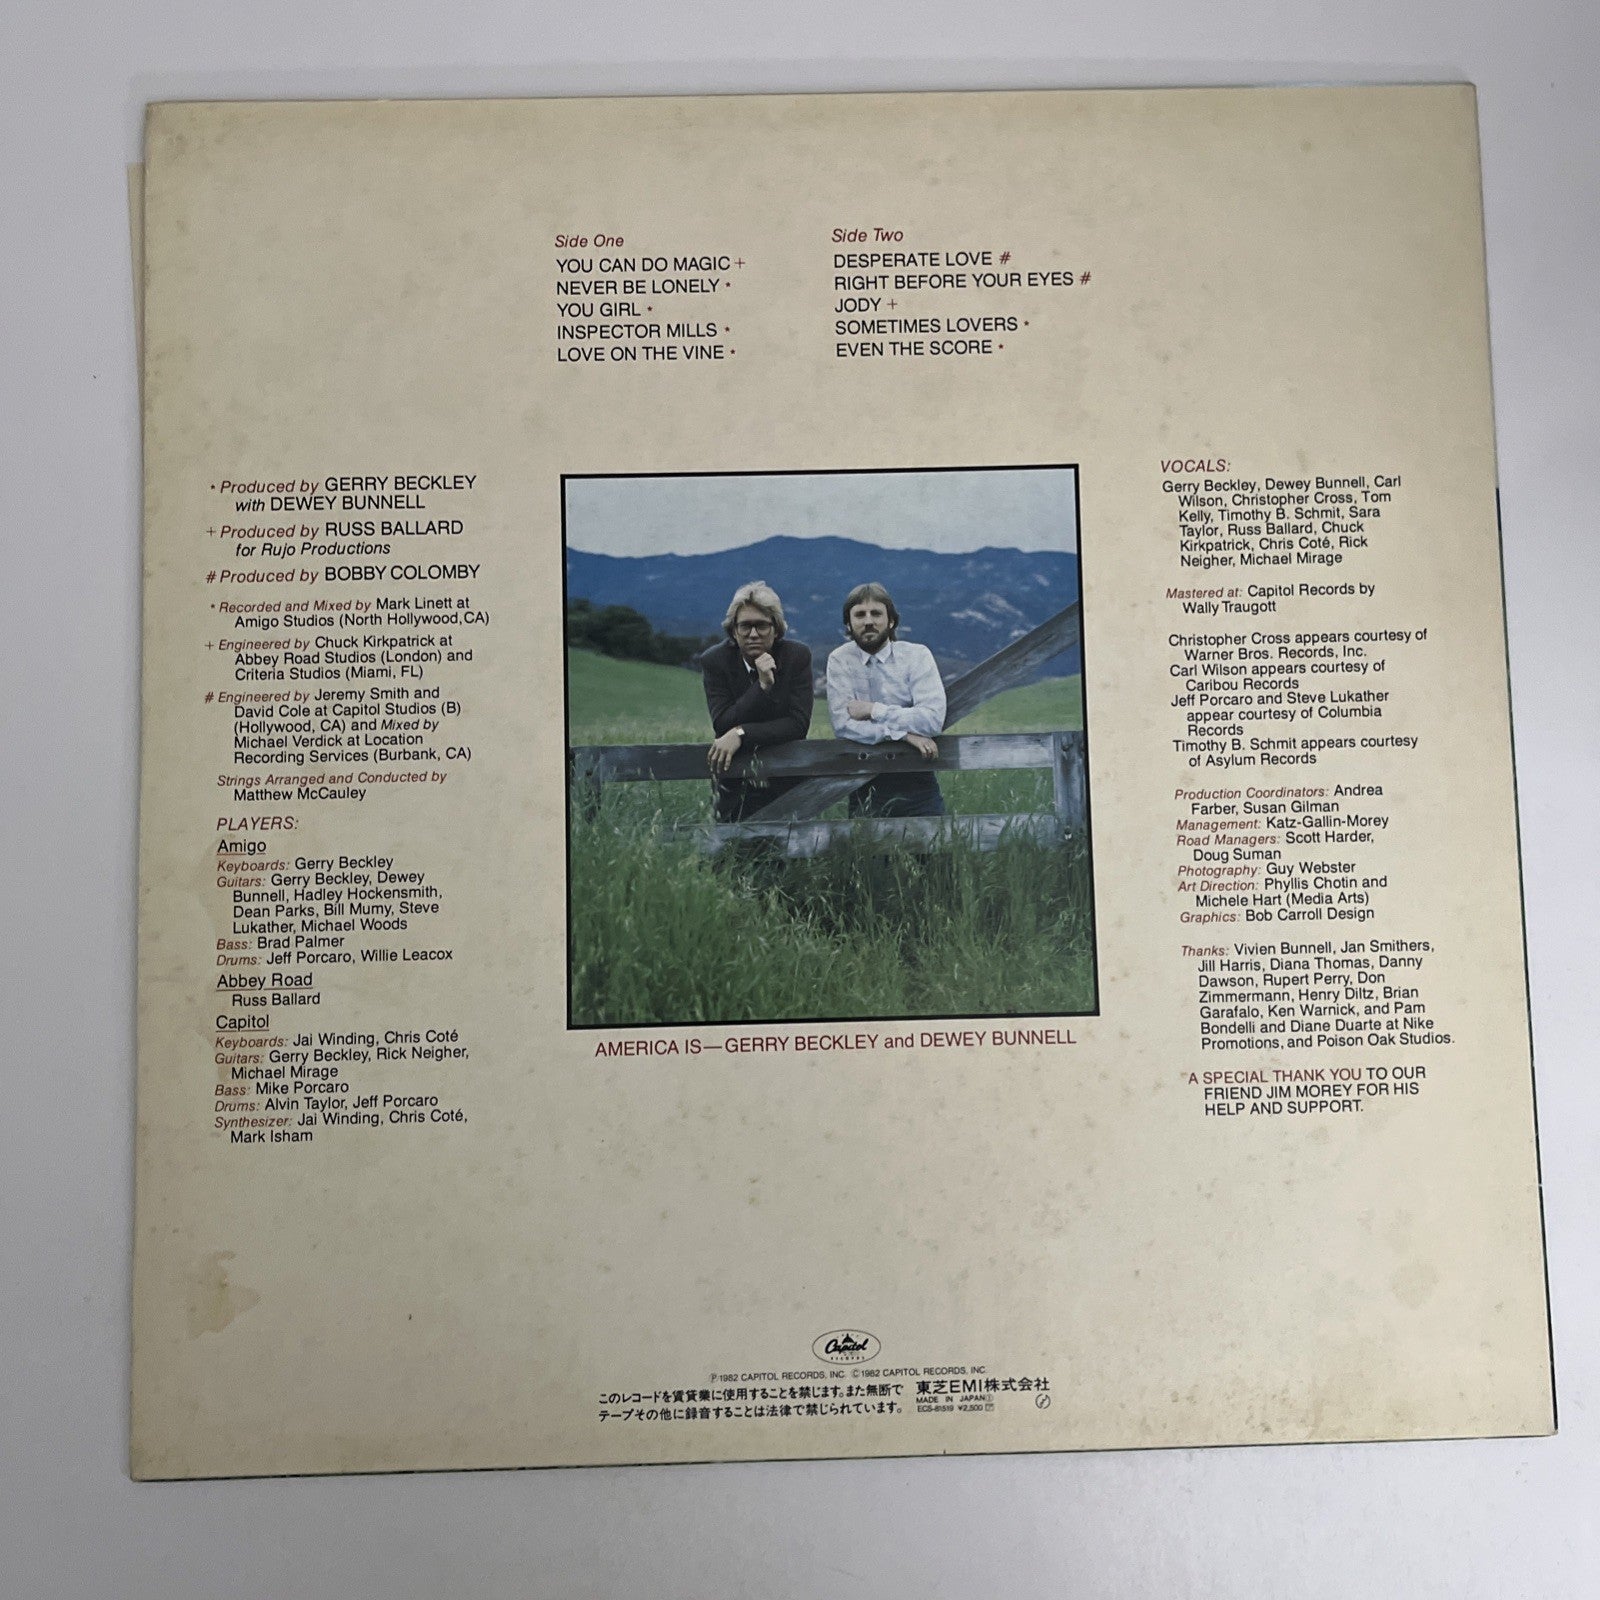 Side One
YOU CAN DO MAGIC +
NEVER BE LONELY *
YOU GIRL *
INSPECTOR MILLS *
LOVE ON THE VINE *
Side Two
DESPERATE LOVE #
RIGHT BEFORE YOUR EYES #
JODY +
SOMETIMES LOVERS *
EVEN THE SCORE *
* Produced by GERRY BECKLEY
with DEWEY BUNNELL
+ Produced by RUSS BALLARD
for Rujo Productions
# Produced by BOBBY COLOMBY
* Recorded and Mixed by Mark Linett at
Amigo Studios (North Hollywood,CA)
+ Engineered by Chuck Kirkpatrick at
Abbey Road Studios (London) and
Criteria Studios (Miami, FL)
# Engineered by Jeremy Smith and
David Cole at Capitol Studios (B)
(Hollywood, CA) and Mixed by
Michael Verdick at Location
Recording Services (Burbank, CA)
Strings Arranged and Conducted by
Matthew McCauley
PLAYERS:
Amigo
Keyboards: Gerry Beckley
Guitars: Gerry Beckley, Dewey
Bunnell, Hadley Hockensmith,
Dean Parks, Bill Mumy, Steve
Lukather, Michael Woods
Bass: Brad Palmer
Drums: Jeff Porcaro, Willie Leacox
Abbey Road
Russ Ballard
Capitol
Keyboards: Jai Winding, Chris Coté
Guitars: Gerry Beckley, Rick Neigher,
Michael Mirage
Bass: Mike Porcaro
Drums: Alvin Taylor, Jeff Porcaro
Synthesizer: Jai Winding, Chris Coté,
Mark Isham
AMERICA IS—GERRY BECKLEY and DEWEY BUNNELL
VOCALS:
Gerry Beckley, Dewey Bunnell, Carl
Wilson, Christopher Cross, Tom
Kelly, Timothy B. Schmit, Sara
Taylor, Russ Ballard, Chuck
Kirkpatrick, Chris Coté, Rick
Neigher, Michael Mirage
Mastered at: Capitol Records by
Wally Traugott
Christopher Cross appears courtesy of
Warner Bros. Records, Inc.
Carl Wilson appears courtesy of
Caribou Records
Jeff Porcaro and Steve Lukather
appear courtesy of Columbia
Records
Timothy B. Schmit appears courtesy
of Asylum Records
Production Coordinators: Andrea
Farber, Susan Gilman
Management: Katz-Gallin-Morey
Road Managers: Scott Harder,
Doug Suman
Photography: Guy Webster
Art Direction: Phyllis Chotin and
Michele Hart (Media Arts)
Graphics: Bob Carroll Design
Thanks: Vivien Bunnell, Jan Smithers,
Jill Harris, Diana Thomas, Danny
Dawson, Rupert Perry, Don
Zimmermann, Henry Diltz, Brian
Garafalo, Ken Warnick, and Pam
Bondelli and Diane Duarte at Nike
Promotions, and Poison Oak Studios.
A SPECIAL THANK YOU TO OUR
FRIEND JIM MOREY FOR HIS
HELP AND SUPPORT.
Capitol
RECORDS
℗1982 CAPITOL RECORDS, INC. ©1982 CAPITOL RECORDS, INC.
このレコードを賃貸業に使用することを禁じます。また無断で
テープその他に録音することは法律で禁じられています。
東芝EMI株式会社
MADE IN JAPAN
ECS-81519 ¥2,500